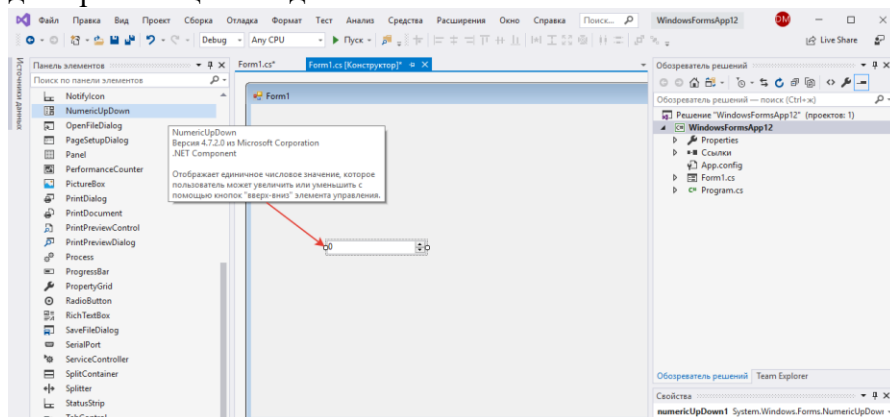 Файл Правка Вид Проект Сборка Отладка Формат Тест Анализ Средства Расширения Окно Справка Поиск... WindowsFormsApp12 DM
Debug Any CPU Пуск Live Share
Источники данных
Панель элементов
Поиск по панели элементов
NotifyIcon
NumericUpDown
OpenFileDialog
PageSetupDialog
Panel
PerformanceCounter
PictureBox
PrintDialog
PrintDocument
PrintPreviewControl
PrintPreviewDialog
Process
ProgressBar
PropertyGrid
RadioButton
RichTextBox
SaveFileDialog
SerialPort
ServiceController
SplitContainer
Splitter
StatusStrip
Form1.cs* Form1.cs [Конструктор]*
Form1
NumericUpDown
Версия 4.7.2.0 из Microsoft Corporation
.NET Component
Отображает единичное числовое значение, которое
пользователь может увеличить или уменьшить с
помощью кнопок "вверх-вниз" элемента управления.
0
Обозреватель решений
Обозреватель решений — поиск (Ctrl+ж)
Решение "WindowsFormsApp12" (проектов: 1)
WindowsFormsApp12
Properties
Ссылки
App.config
Form1.cs
Program.cs
Обозреватель решений Team Explorer
Свойства
numericUpDown1 System.Windows.Forms.NumericUpDown